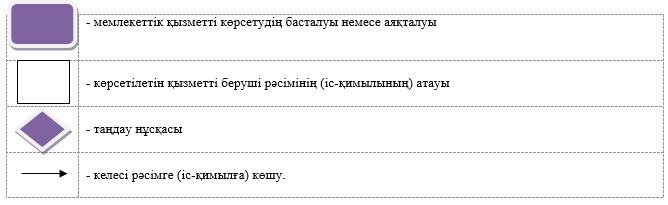 - мемлекеттік қызметті көрсетудің басталуы немесе аяқталуы
- көрсетілетін қызметті беруші рәсімінің (іс-қимылының) атауы
- таңдау нұсқасы
- келесі рәсімге (іс-қимылға) көшу.